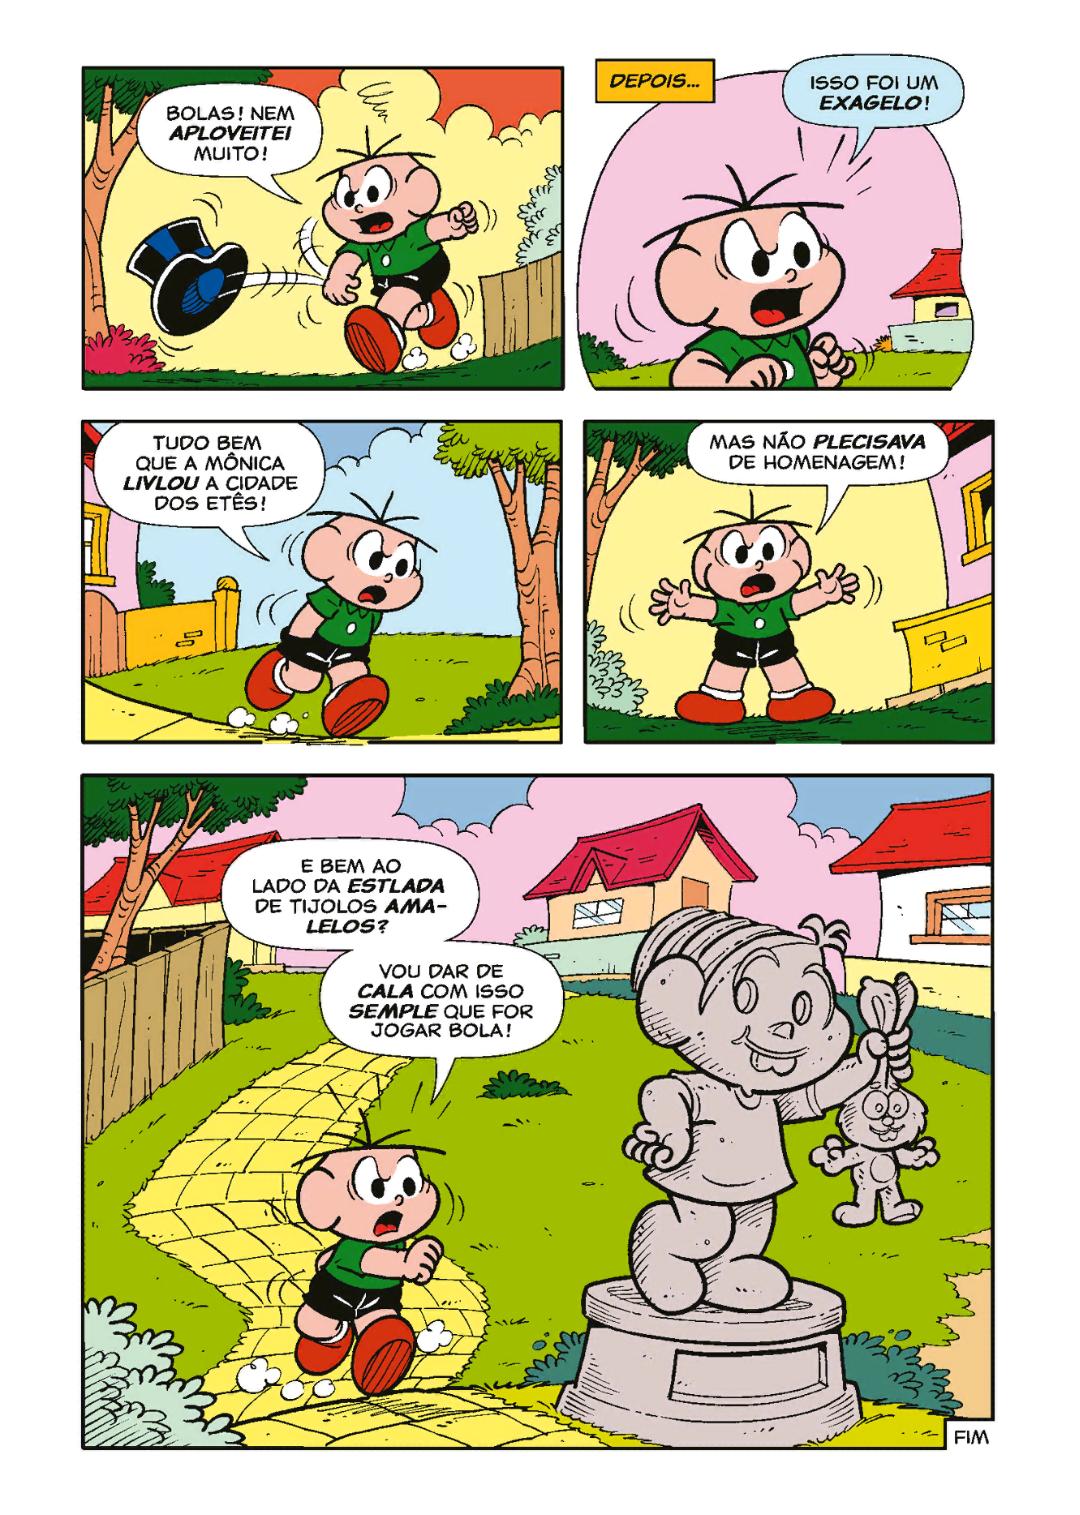 BOLAS! NEM
APLOVEITEI
MUITO!
DEPOIS...
ISSO FOI UM
EXAGELO!
TUDO BEM
QUE A MÔNICA
LIVLOU A CIDADE
DOS ETÊS!
MAS NÃO PLECISAVA
DE HOMENAGEM!
E BEM AO
LADO DA ESTLADA
DE TIJOLOS AMA-
LELOS?
VOU DAR DE
CALA COM ISSO
SEMPLE QUE FOR
JOGAR BOLA!
FIM